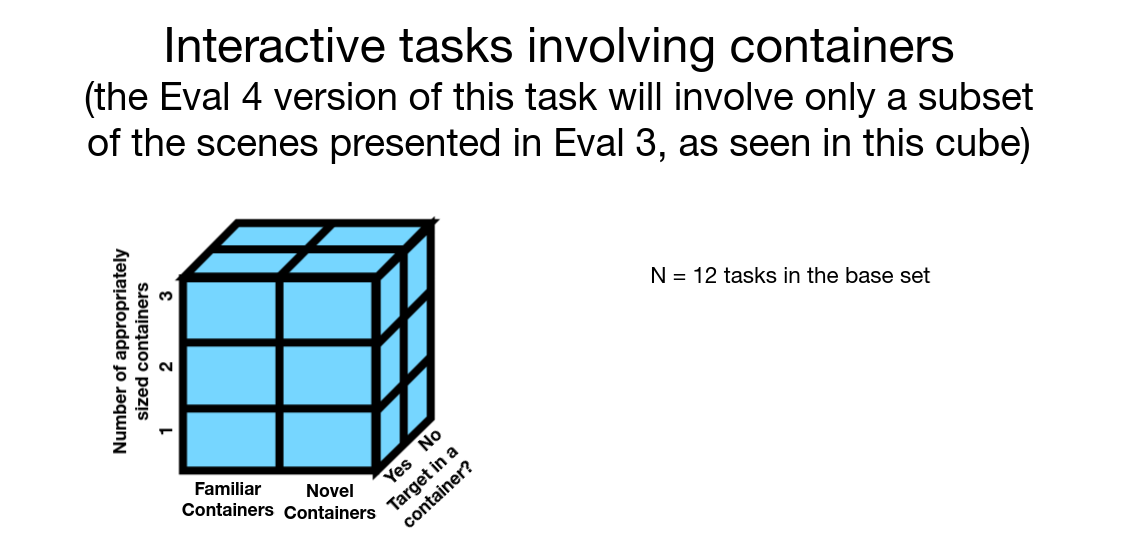 Interactive tasks involving containers
(the Eval 4 version of this task will involve only a subset
of the scenes presented in Eval 3, as seen in this cube)
N = 12 tasks in the base set
Number of appropriately
sized containers
3
2
1
Familiar
Containers
Novel
Containers
Yes No
Target in a
container?